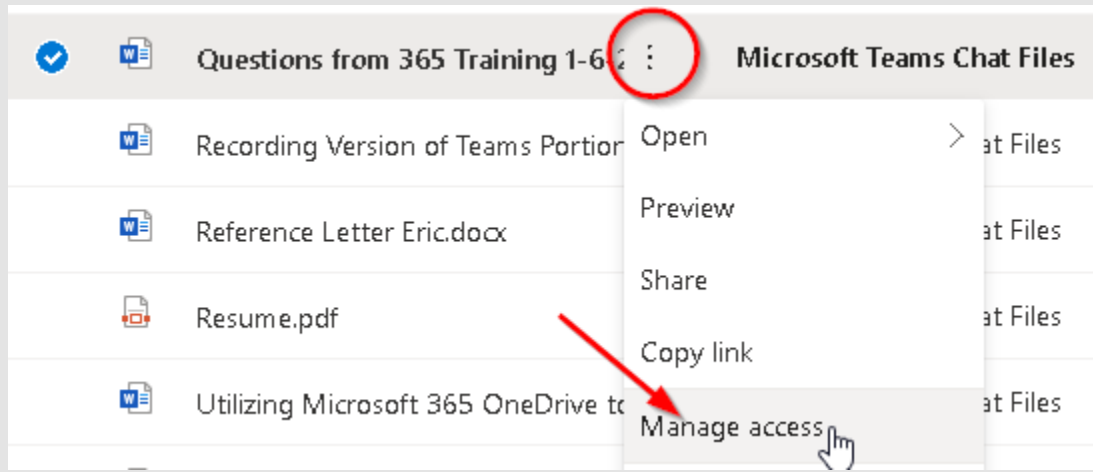 Questions from 365 Training 1-6- Microsoft Teams Chat Files
Open
Recording Version of Teams Portion at Files
Preview
Reference Letter Eric.docx at Files
Share
Resume.pdf at Files
Copy link
Utilizing Microsoft 365 OneDrive to at Files
Manage access